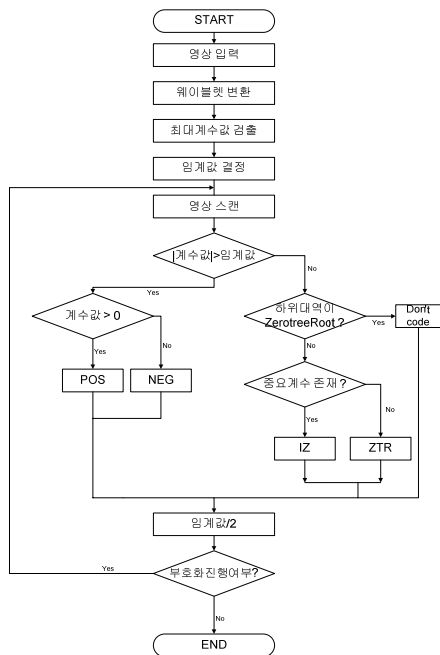 START
영상 입력
웨이블렛 변환
최대계수값 검출
임계값 결정
영상 스캔
|계수값|>임계값
Yes
No
계수값 > 0
Yes
No
POS
NEG
하위대역이
ZerotreeRoot ?
Yes
Don't
code
No
중요계수 존재 ?
Yes
No
IZ
ZTR
임계값/2
부호화진행여부?
Yes
No
END